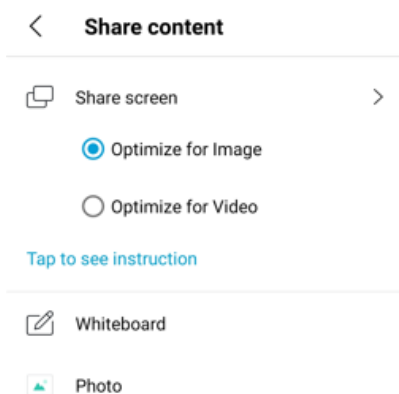 Share content
Share screen
Optimize for Image
Optimize for Video
Tap to see instruction
Whiteboard
Photo